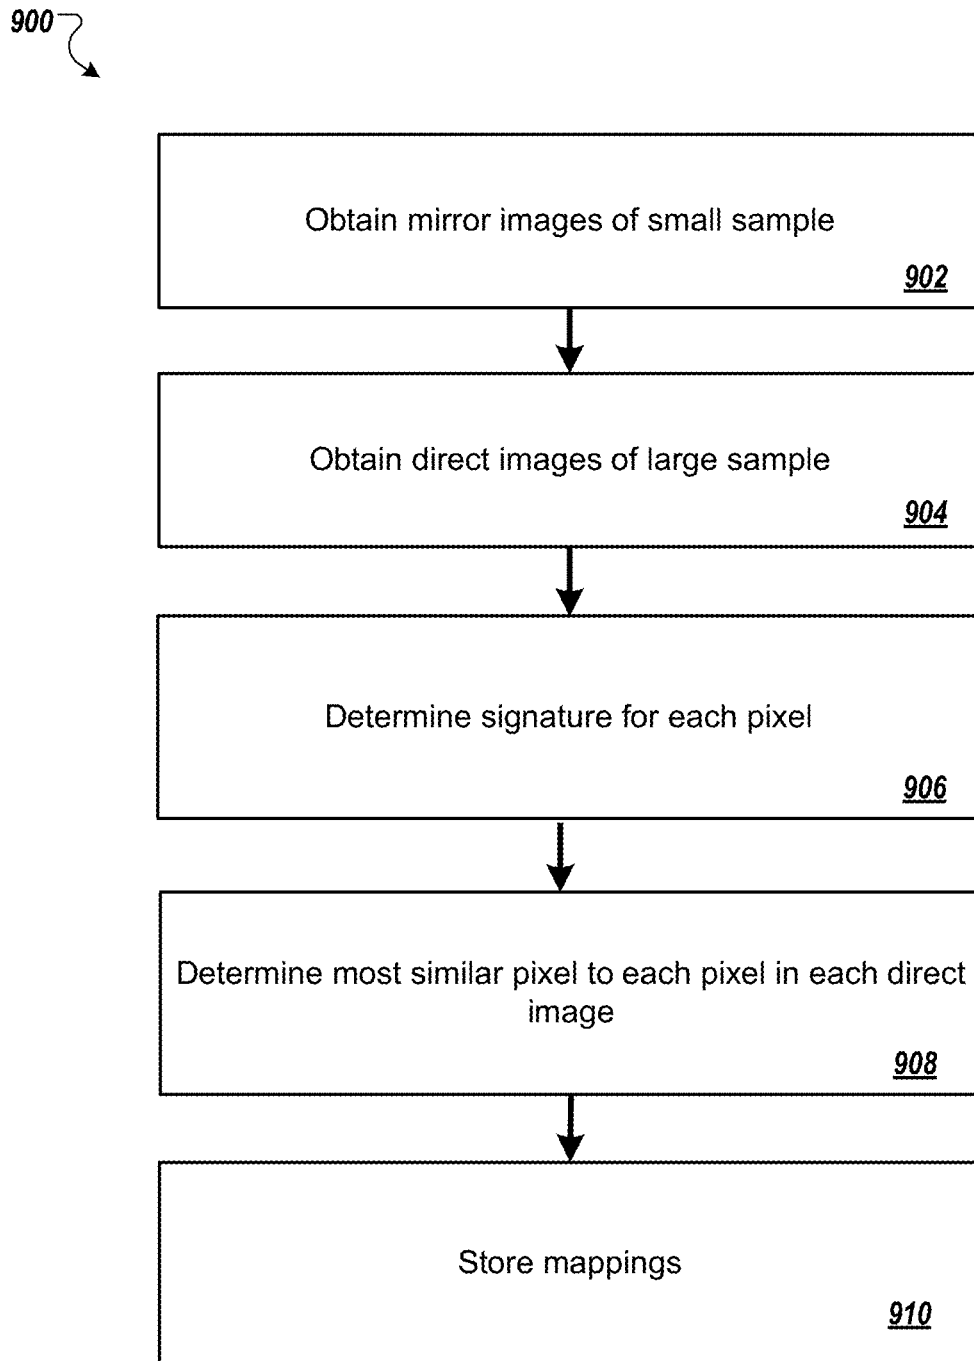 900
Obtain mirror images of small sample
902
Obtain direct images of large sample
904
Determine signature for each pixel
906
Determine most similar pixel to each pixel in each direct
image
908
Store mappings
910